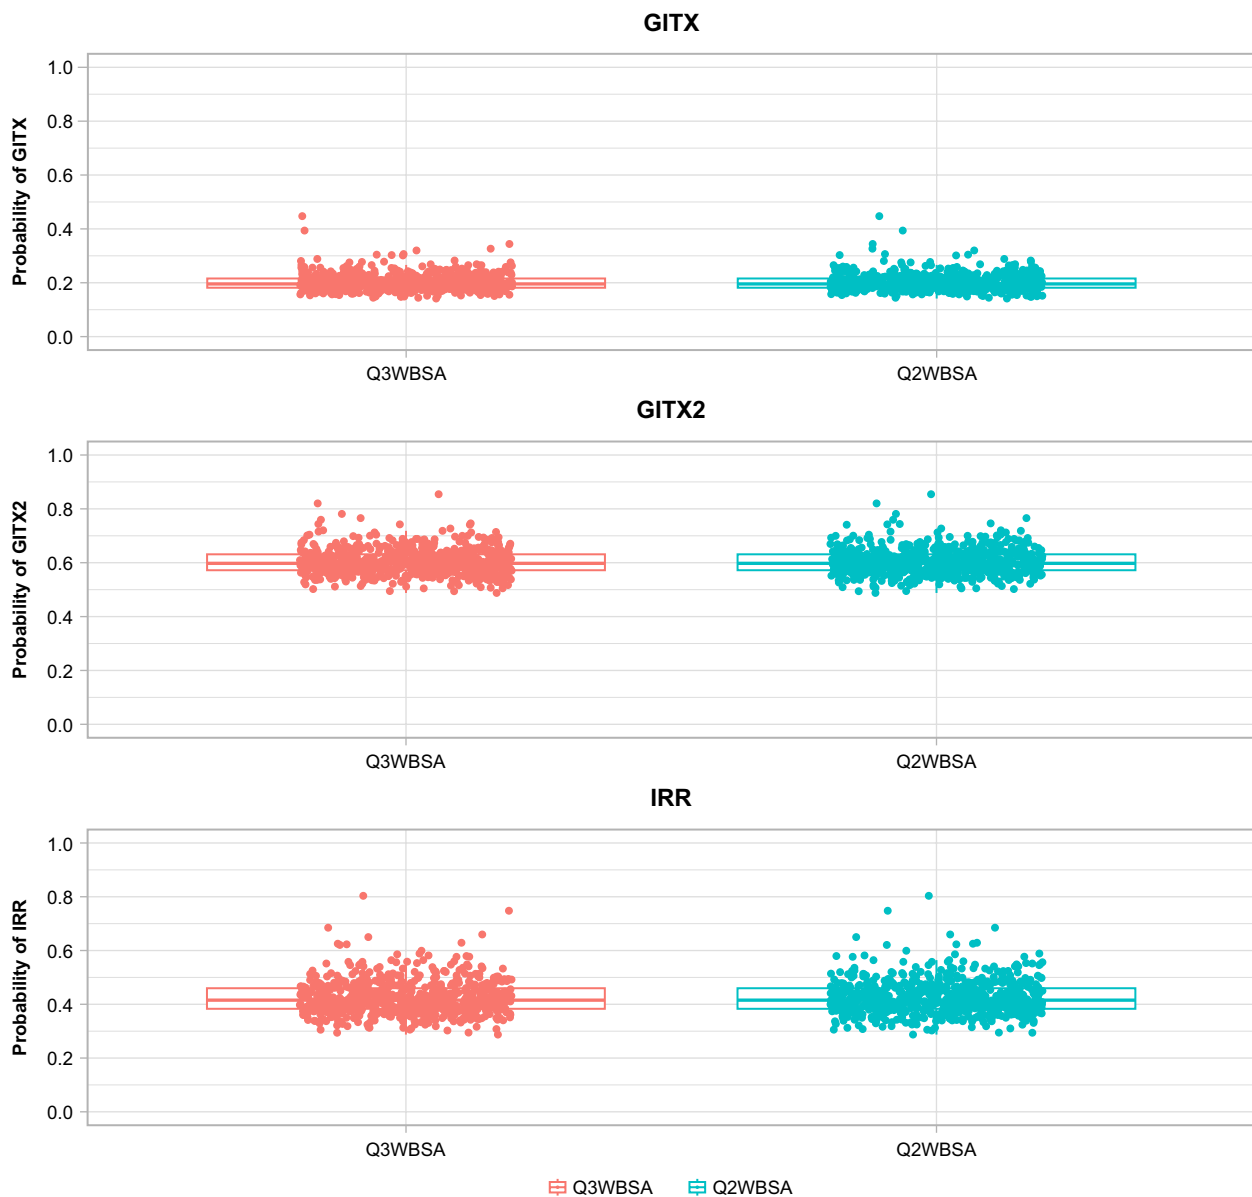 GITX
Probability of GITX
1.0
0.8
0.6
0.4
0.2
0.0
Q3WBSA
Q2WBSA
GITX2
Probability of GITX2
1.0
0.8
0.6
0.4
0.2
0.0
Q3WBSA
Q2WBSA
IRR
Probability of IRR
1.0
0.8
0.6
0.4
0.2
0.0
Q3WBSA
Q2WBSA
Q3WBSA
Q2WBSA